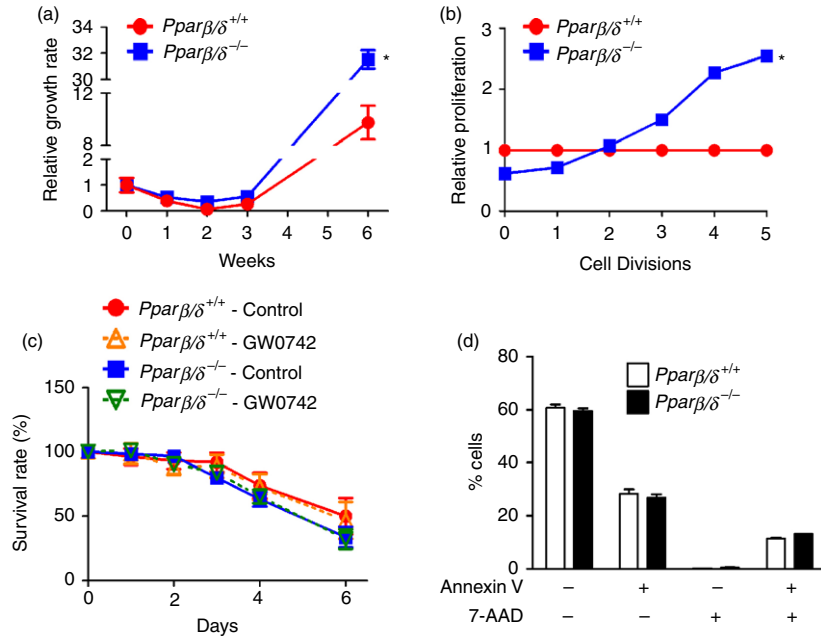 (a)
Pparβ/δ+/+
Pparβ/δ−/−
Relative growth rate
34
32
30
12
8
2
1
0
*
0 1 2 3 4 5 6
Weeks
(b)
Pparβ/δ+/+
Pparβ/δ−/−
Relative proliferation
3
2
1
0
*
0 1 2 3 4 5
Cell Divisions
(c)
Pparβ/δ+/+ - Control
Pparβ/δ+/+ - GW0742
Pparβ/δ−/− - Control
Pparβ/δ−/− - GW0742
Survival rate (%)
150
100
50
0
0 2 4 6
Days
(d)
Pparβ/δ+/+
Pparβ/δ−/−
% cells
80
60
40
20
0
Annexin V − + − +
7-AAD − − + +